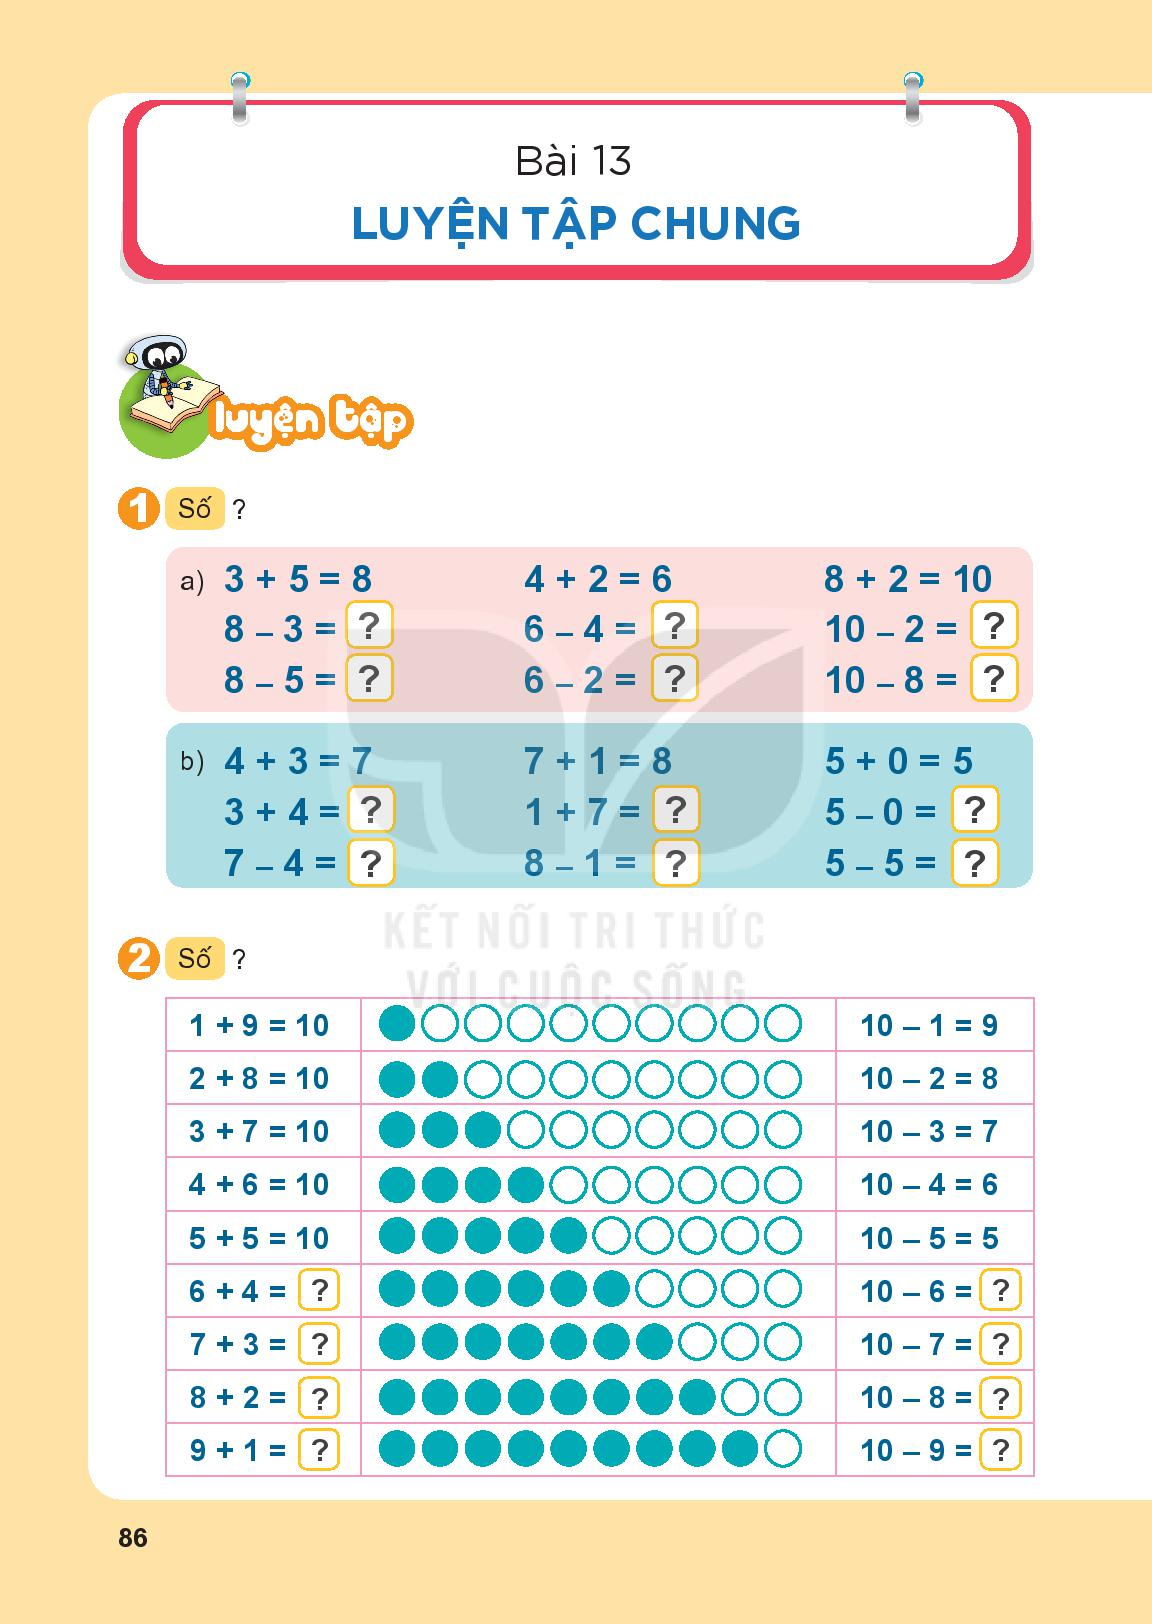 Bài 13
LUYỆN TẬP CHUNG
luyện tập
1 Số ?
a) 3 + 5 = 8 4 + 2 = 6 8 + 2 = 10
8 – 3 = ? 6 – 4 = ? 10 – 2 = ?
8 – 5 = ? 6 – 2 = ? 10 – 8 = ?
b) 4 + 3 = 7 7 + 1 = 8 5 + 0 = 5
3 + 4 = ? 1 + 7 = ? 5 – 0 = ?
7 – 4 = ? 8 – 1 = ? 5 – 5 = ?
KẾT NỐI TRI THỨC
VỚI CUỘC SỐNG
2 Số ?
1 + 9 = 10 10 – 1 = 9
2 + 8 = 10 10 – 2 = 8
3 + 7 = 10 10 – 3 = 7
4 + 6 = 10 10 – 4 = 6
5 + 5 = 10 10 – 5 = 5
6 + 4 = ? 10 – 6 = ?
7 + 3 = ? 10 – 7 = ?
8 + 2 = ? 10 – 8 = ?
9 + 1 = ? 10 – 9 = ?
86